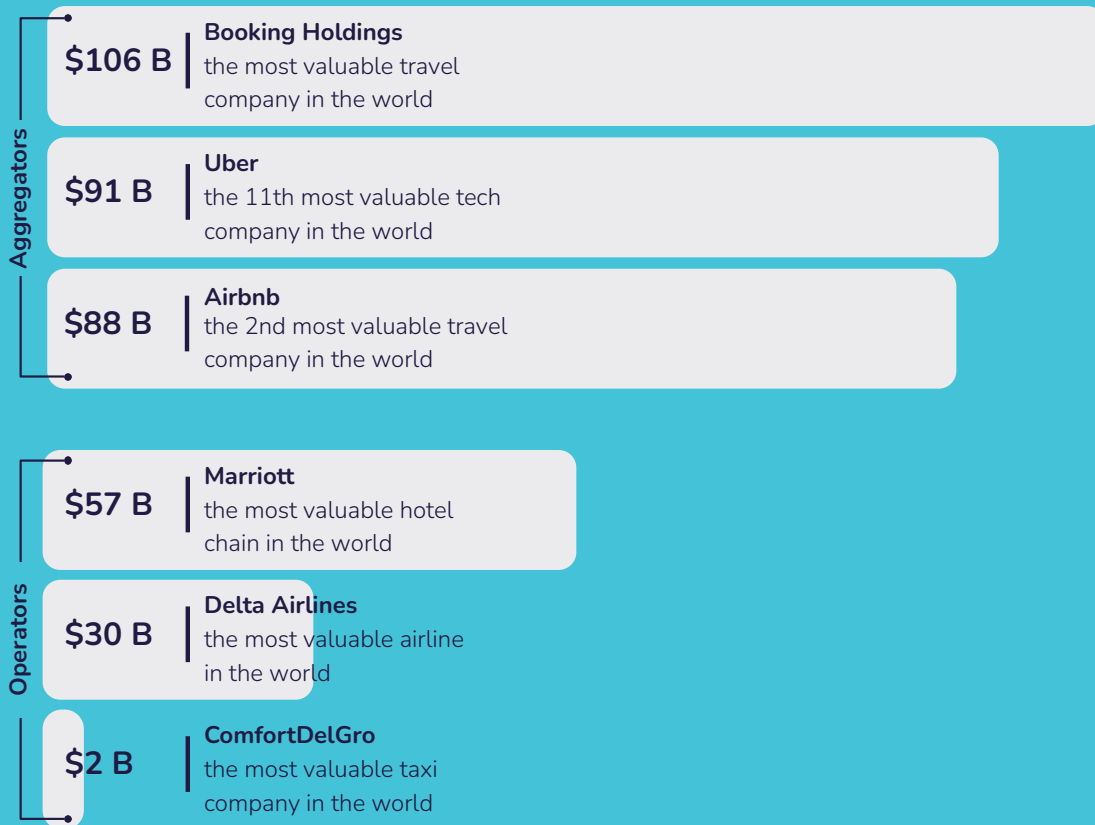 Aggregators
$106 B
Booking Holdings
the most valuable travel
company in the world
$91 B
Uber
the 11th most valuable tech
company in the world
$88 B
Airbnb
the 2nd most valuable travel
company in the world
Operators
$57 B
Marriott
the most valuable hotel
chain in the world
$30 B
Delta Airlines
the most valuable airline
in the world
$2 B
ComfortDelGro
the most valuable taxi
company in the world